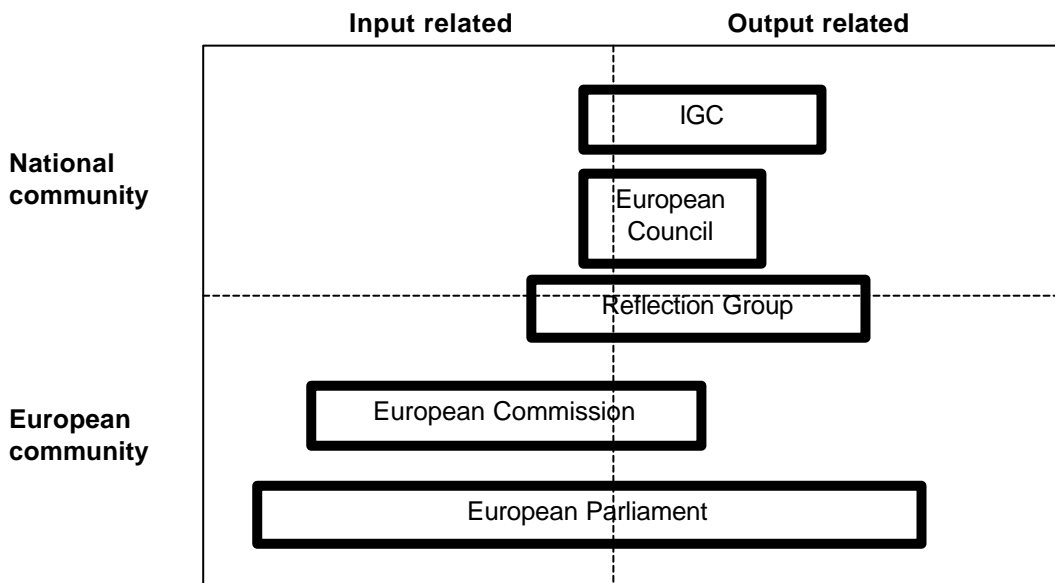 Input related
Output related
IGC
National
community
European
Council
Reflection Group
European Commission
European
community
European Parliament